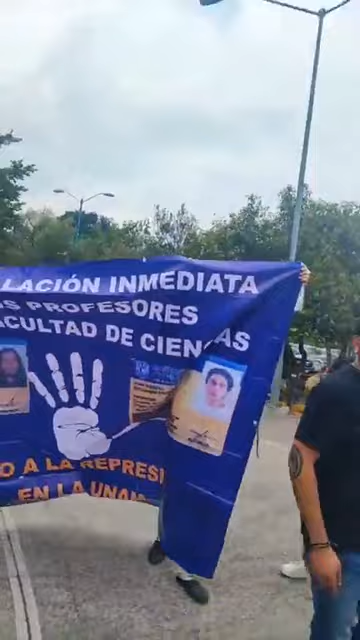 LACIÓN INMEDIATA
S PROFESORES
ACULTAD DE CIENCIAS
O A LA REPRESI
EN LA UNAM